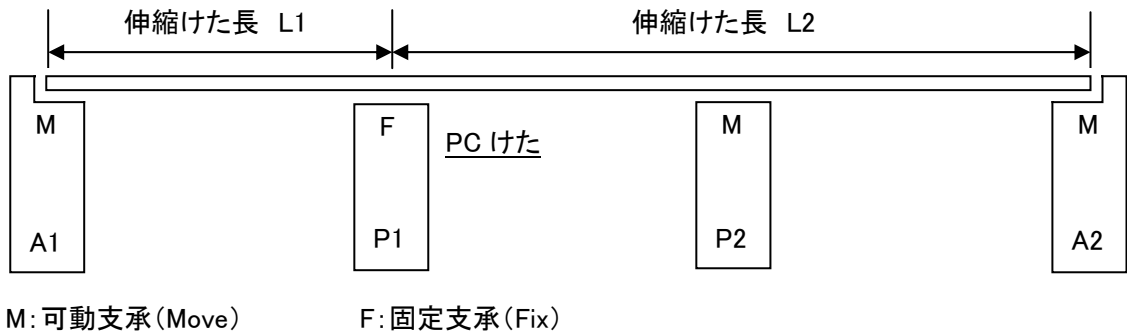 伸縮けた長 L1
伸縮けた長 L2
M
F
M
M
PC けた
A1
P1
P2
A2
M:可動支承(Move) F:固定支承(Fix)